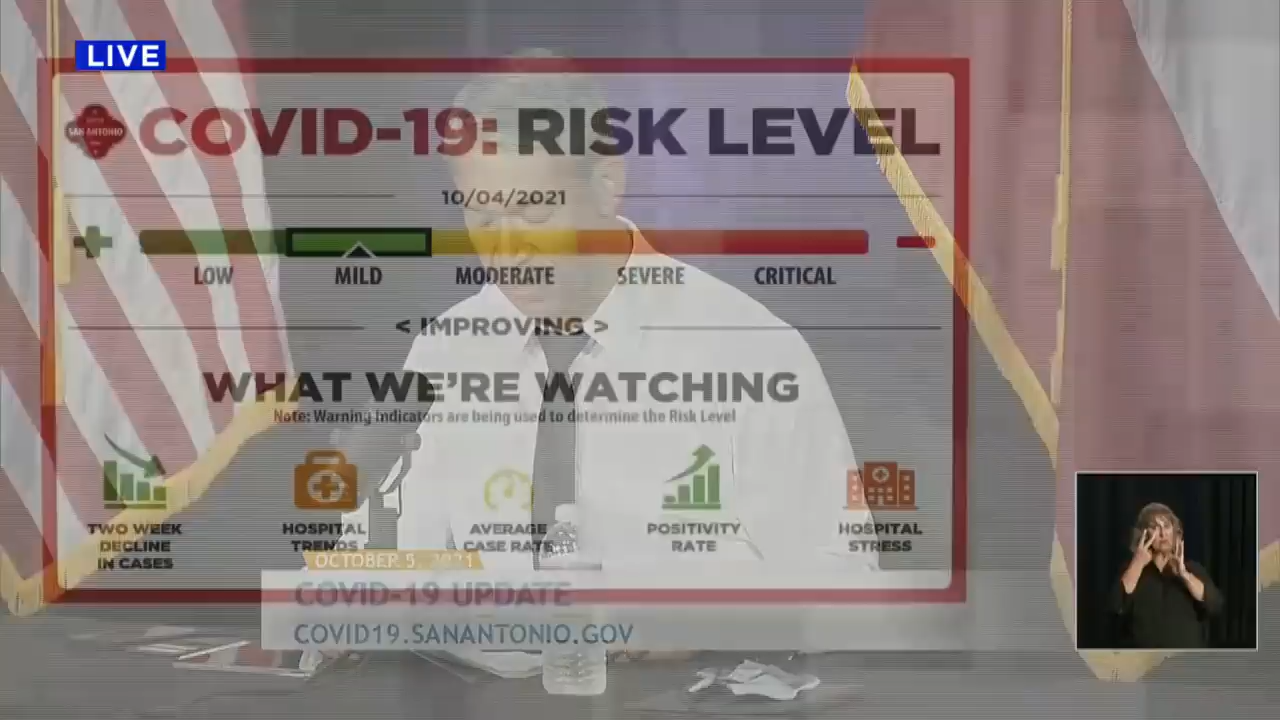 LIVE
SAN ANTONIO
COVID-19: RISK LEVEL
10/04/2021
LOW MILD MODERATE SEVERE CRITICAL
< IMPROVING >
WHAT WE'RE WATCHING
Note: Warning Indicators are being used to determine the Risk Level
TWO WEEK
DECLINE
IN CASES
HOSPITAL
TRENDS
AVERAGE
CASE RATE
POSITIVITY
RATE
HOSPITAL
STRESS
OCTOBER 5, 2021
COVID-19 UPDATE
COVID19.SANANTONIO.GOV